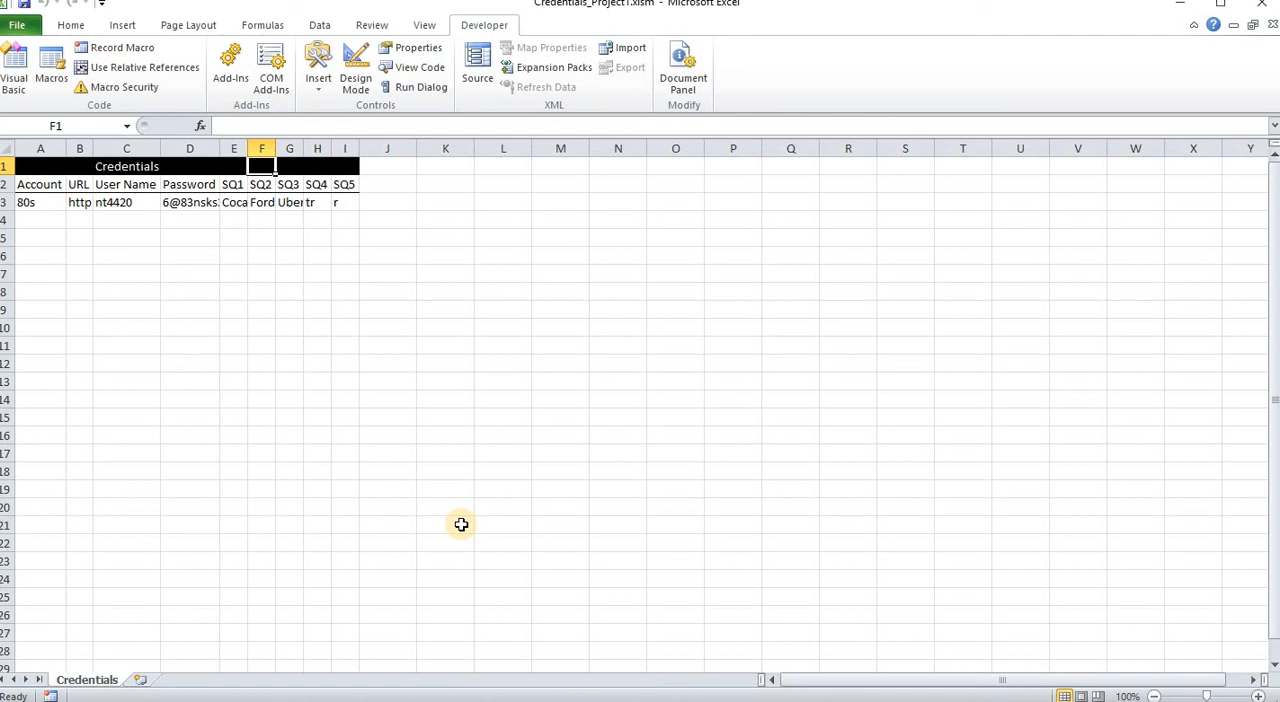 Credentials_Project1.xlsm - Microsoft Excel
File Home Insert Page Layout Formulas Data Review View Developer
Visual Basic
Macros
Record Macro
Use Relative References
Macro Security
Code
Add-Ins
COM Add-Ins
Add-Ins
Insert
Design Mode
Properties
View Code
Run Dialog
Controls
Source
Map Properties
Expansion Packs
Refresh Data
Import
Export
XML
Document Panel
Modify
F1 fx
A B C D E F G H I J K L M N O P Q R S T U V W X Y
1 Credentials
2 Account URL User Name Password SQ1 SQ2 SQ3 SQ4 SQ5
3 80s http nt4420 6@83nsks Coca Ford Uber tr r
4
5
6
7
8
9
10
11
12
13
14
15
16
17
18
19
20
21
22
23
24
25
26
27
28
29
Credentials
Ready 100%